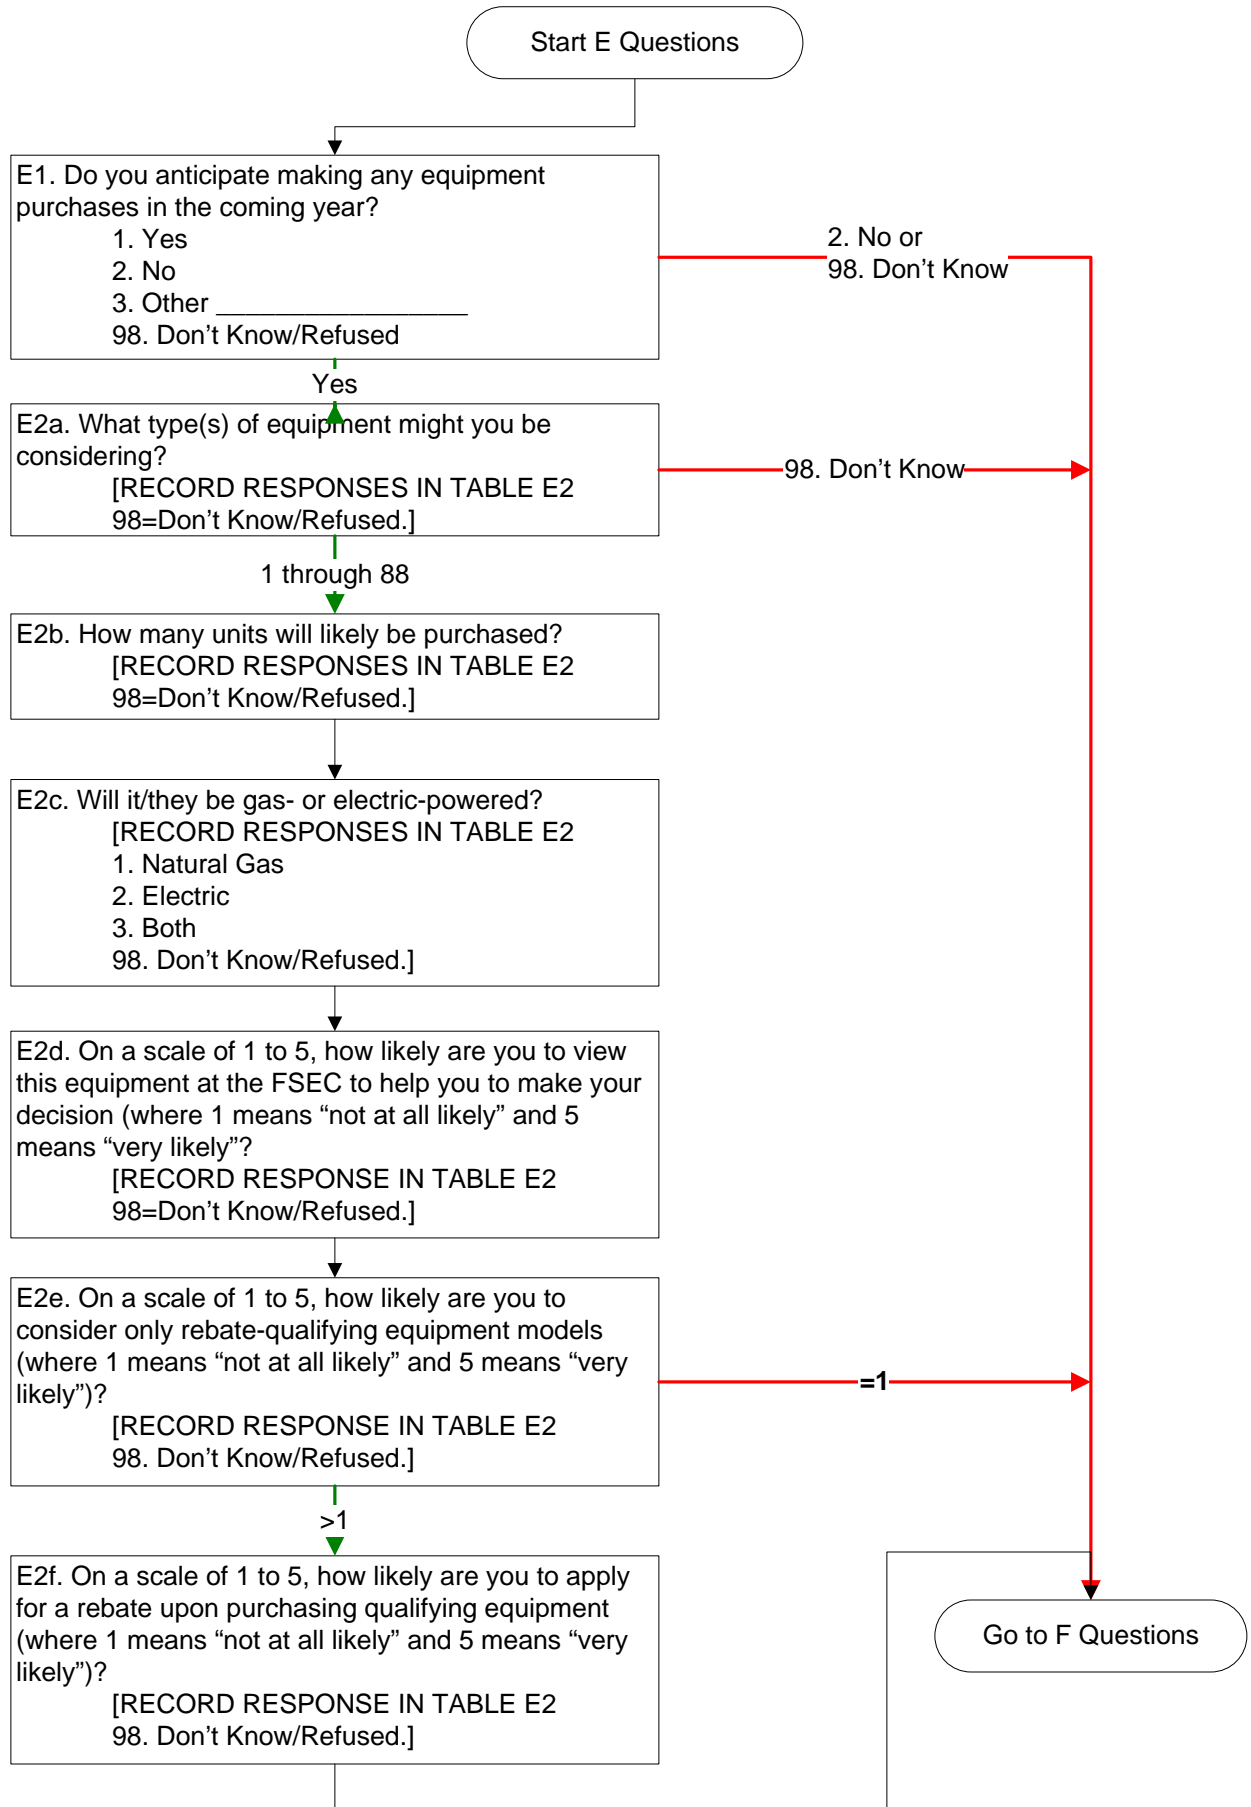 Start E Questions
E1. Do you anticipate making any equipment
purchases in the coming year?
1. Yes
2. No
3. Other _________________
98. Don’t Know/Refused
2. No or
98. Don’t Know
Yes
E2a. What type(s) of equipment might you be
considering?
[RECORD RESPONSES IN TABLE E2
98=Don’t Know/Refused.]
98. Don’t Know
1 through 88
E2b. How many units will likely be purchased?
[RECORD RESPONSES IN TABLE E2
98=Don’t Know/Refused.]
E2c. Will it/they be gas- or electric-powered?
[RECORD RESPONSES IN TABLE E2
1. Natural Gas
2. Electric
3. Both
98. Don’t Know/Refused.]
E2d. On a scale of 1 to 5, how likely are you to view
this equipment at the FSEC to help you to make your
decision (where 1 means “not at all likely” and 5
means “very likely”?
[RECORD RESPONSE IN TABLE E2
98=Don’t Know/Refused.]
E2e. On a scale of 1 to 5, how likely are you to
consider only rebate-qualifying equipment models
(where 1 means “not at all likely” and 5 means “very
likely”)?
[RECORD RESPONSE IN TABLE E2
98. Don’t Know/Refused.]
=1
>1
E2f. On a scale of 1 to 5, how likely are you to apply
for a rebate upon purchasing qualifying equipment
(where 1 means “not at all likely” and 5 means “very
likely”)?
[RECORD RESPONSE IN TABLE E2
98. Don’t Know/Refused.]
Go to F Questions